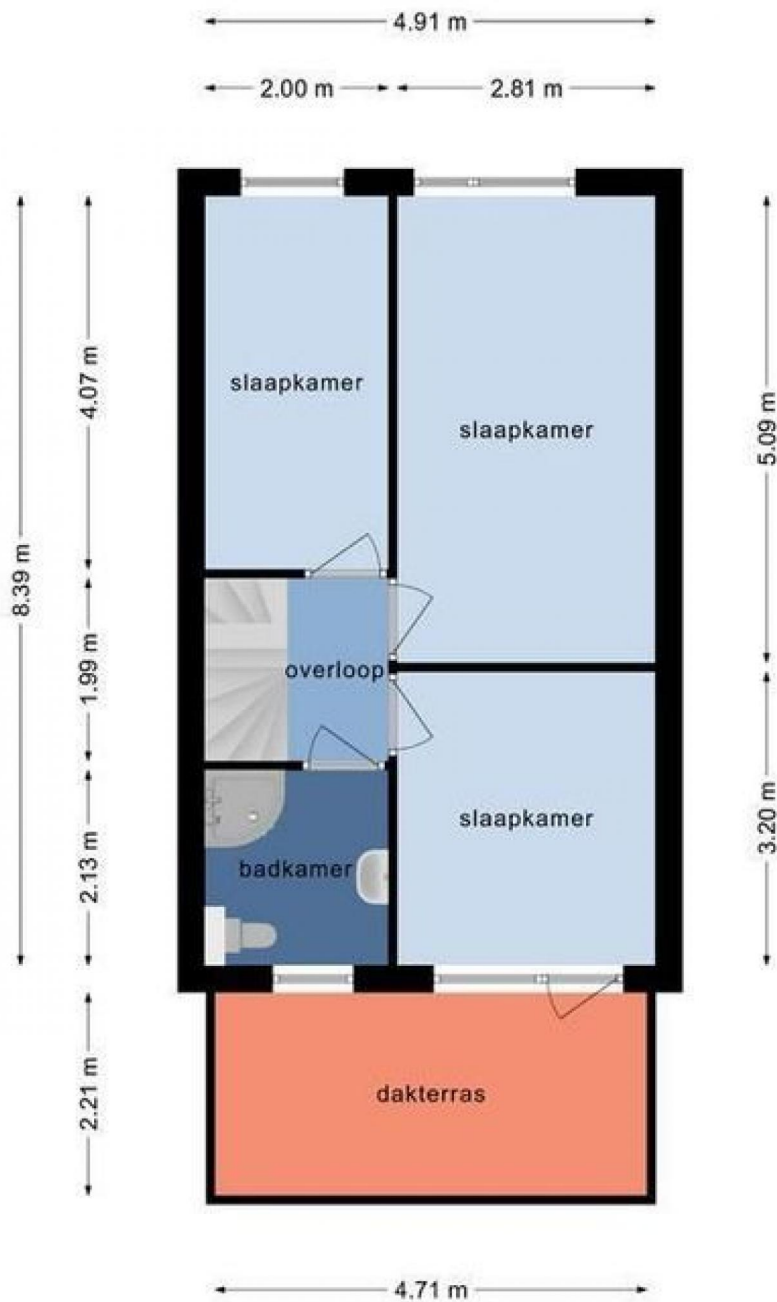 4.91 m
2.00 m
2.81 m
8.39 m
4.07 m
1.99 m
2.13 m
2.21 m
slaapkamer
slaapkamer
overloop
slaapkamer
badkamer
dakterras
5.09 m
3.20 m
4.71 m